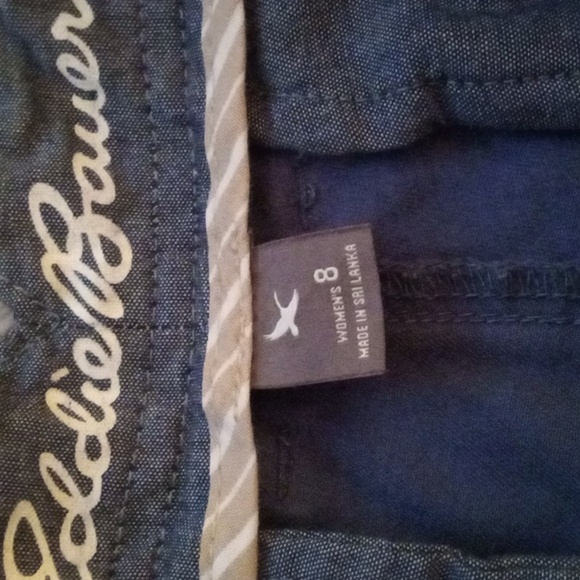 Eddie Bauer
8
WOMEN'S
MADE IN SRI LANKA